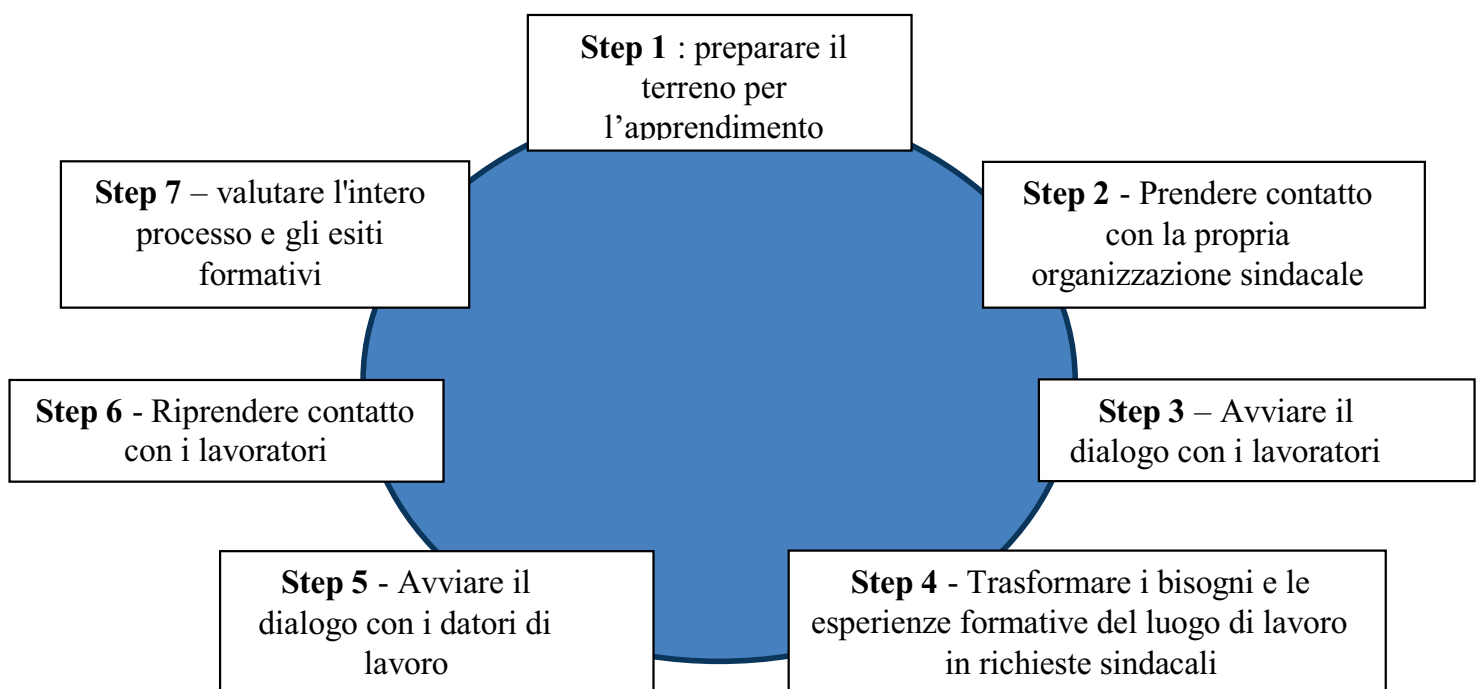 Step 1 : preparare il
terreno per
l’apprendimento
Step 2 - Prendere contatto
con la propria
organizzazione sindacale
Step 3 – Avviare il
dialogo con i lavoratori
Step 4 - Trasformare i bisogni e le
esperienze formative del luogo di lavoro
in richieste sindacali
Step 5 - Avviare il
dialogo con i datori di
lavoro
Step 6 - Riprendere contatto
con i lavoratori
Step 7 – valutare l'intero
processo e gli esiti
formativi